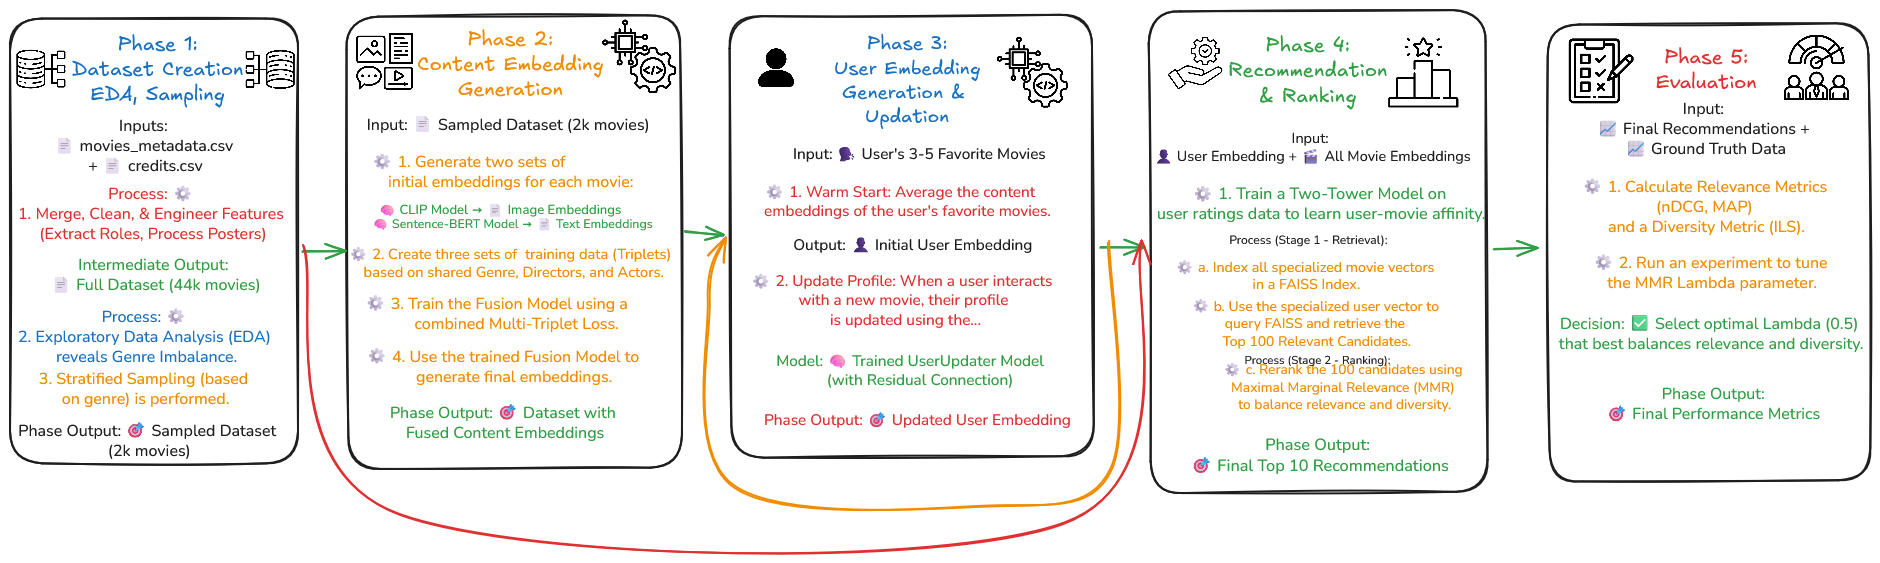 Phase 1:
Dataset Creation
EDA, Sampling
Inputs:
movies_metadata.csv
+ credits.csv
Process:
1. Merge, Clean, & Engineer Features
(Extract Roles, Process Posters)
Intermediate Output:
Full Dataset (44k movies)
Process:
2. Exploratory Data Analysis (EDA)
reveals Genre Imbalance.
3. Stratified Sampling (based
on genre) is performed.
Phase Output: Sampled Dataset
(2k movies)
Phase 2:
Content Embedding
Generation
Input: Sampled Dataset (2k movies)
1. Generate two sets of
initial embeddings for each movie:
CLIP Model → Image Embeddings
Sentence-BERT Model → Text Embeddings
2. Create three sets of training data (Triplets)
based on shared Genre, Directors, and Actors.
3. Train the Fusion Model using a
combined Multi-Triplet Loss.
4. Use the trained Fusion Model to
generate final embeddings.
Phase Output: Dataset with
Fused Content Embeddings
Phase 3:
User Embedding
Generation &
Updation
Input: User's 3-5 Favorite Movies
1. Warm Start: Average the content
embeddings of the user's favorite movies.
Output: Initial User Embedding
2. Update Profile: When a user interacts
with a new movie, their profile
is updated using the...
Model: Trained UserUpdater Model
(with Residual Connection)
Phase Output: Updated User Embedding
Phase 4:
Recommendation
& Ranking
Input:
User Embedding + All Movie Embeddings
1. Train a Two-Tower Model on
user ratings data to learn user-movie affinity.
Process (Stage 1 - Retrieval):
a. Index all specialized movie vectors
in a FAISS Index.
b. Use the specialized user vector to
query FAISS and retrieve the
Top 100 Relevant Candidates.
Process (Stage 2 - Ranking):
c. Rerank the 100 candidates using
Maximal Marginal Relevance (MMR)
to balance relevance and diversity.
Phase Output:
Final Top 10 Recommendations
Phase 5:
Evaluation
Input:
Final Recommendations +
Ground Truth Data
1. Calculate Relevance Metrics
(nDCG, MAP)
and a Diversity Metric (ILS).
2. Run an experiment to tune
the MMR Lambda parameter.
Decision: ✅ Select optimal Lambda (0.5)
that best balances relevance and diversity.
Phase Output:
Final Performance Metrics